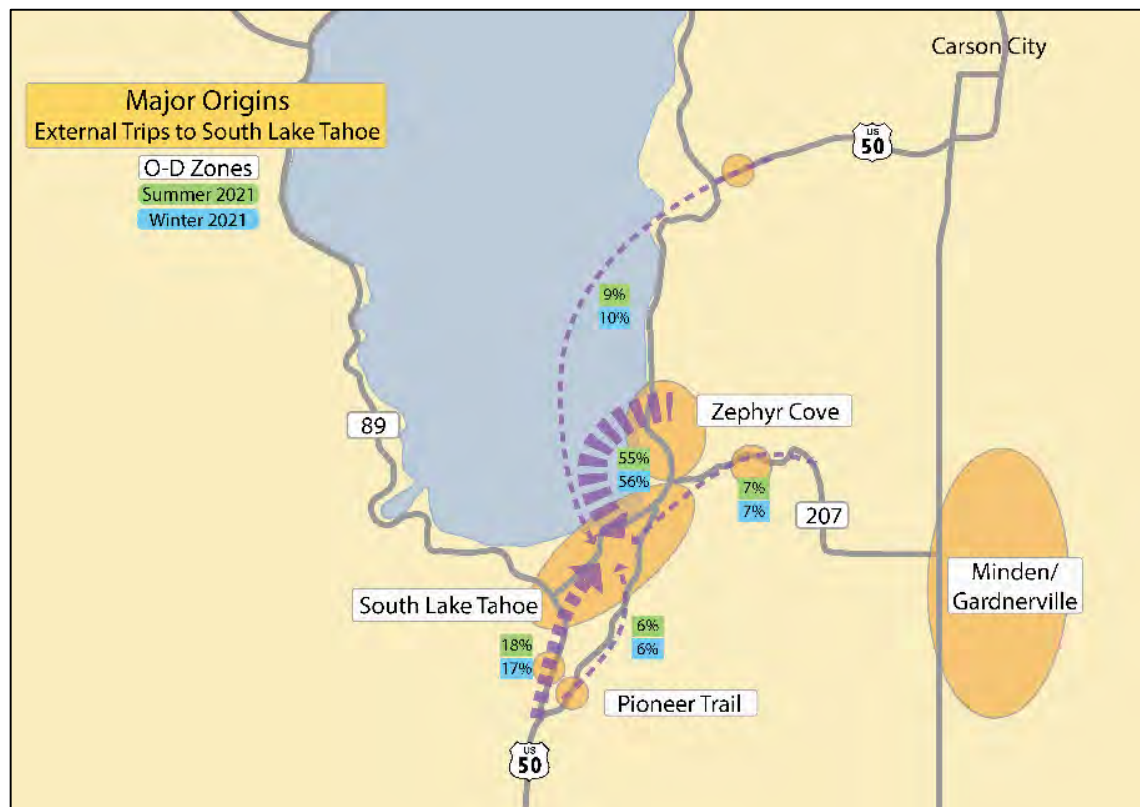 Major Origins
External Trips to South Lake Tahoe
O-D Zones
Summer 2021
Winter 2021
Carson City
US
50
9%
10%
89
Zephyr Cove
55%
56%
7%
7%
207
South Lake Tahoe
Minden/
Gardnerville
18%
17%
6%
6%
Pioneer Trail
US
50